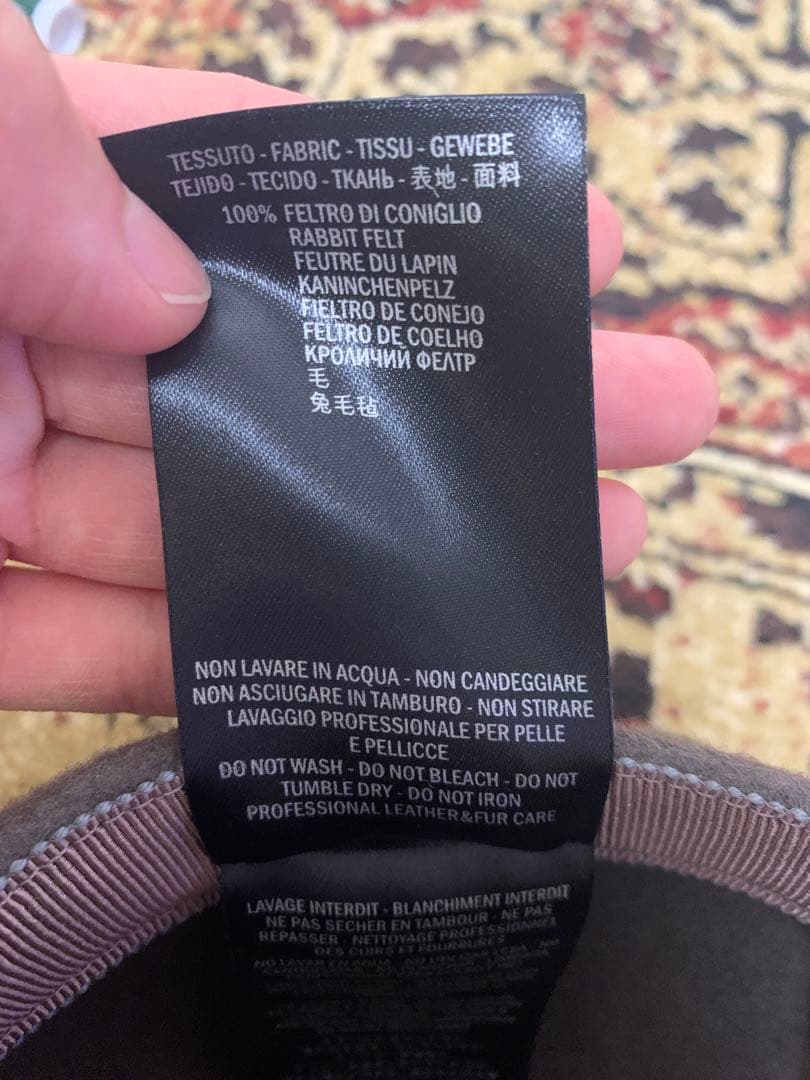 TESSUTO - FABRIC - TISSU - GEWEBE
TEJIDO - TECIDO - ТКАНЬ - 表地 - 面料
100% FELTRO DI CONIGLIO
RABBIT FELT
FEUTRE DU LAPIN
KANINCHENPELZ
FIELTRO DE CONEJO
FELTRO DE COELHO
КРОЛИЧИЙ ФЕЛТР
毛
兔毛毡
NON LAVARE IN ACQUA - NON CANDEGGIARE
NON ASCIUGARE IN TAMBURO - NON STIRARE
LAVAGGIO PROFESSIONALE PER PELLE
E PELLICCE
DO NOT WASH - DO NOT BLEACH - DO NOT
TUMBLE DRY - DO NOT IRON
PROFESSIONAL LEATHER&FUR CARE
LAVAGE INTERDIT - BLANCHIMENT INTERDIT
NE PAS SECHER EN TAMBOUR - NE PAS
REPASSER - NETTOYAGE PROFESSIONNEL
DES CUIRS ET FOURRURES
NO LAVAR EN AGUA